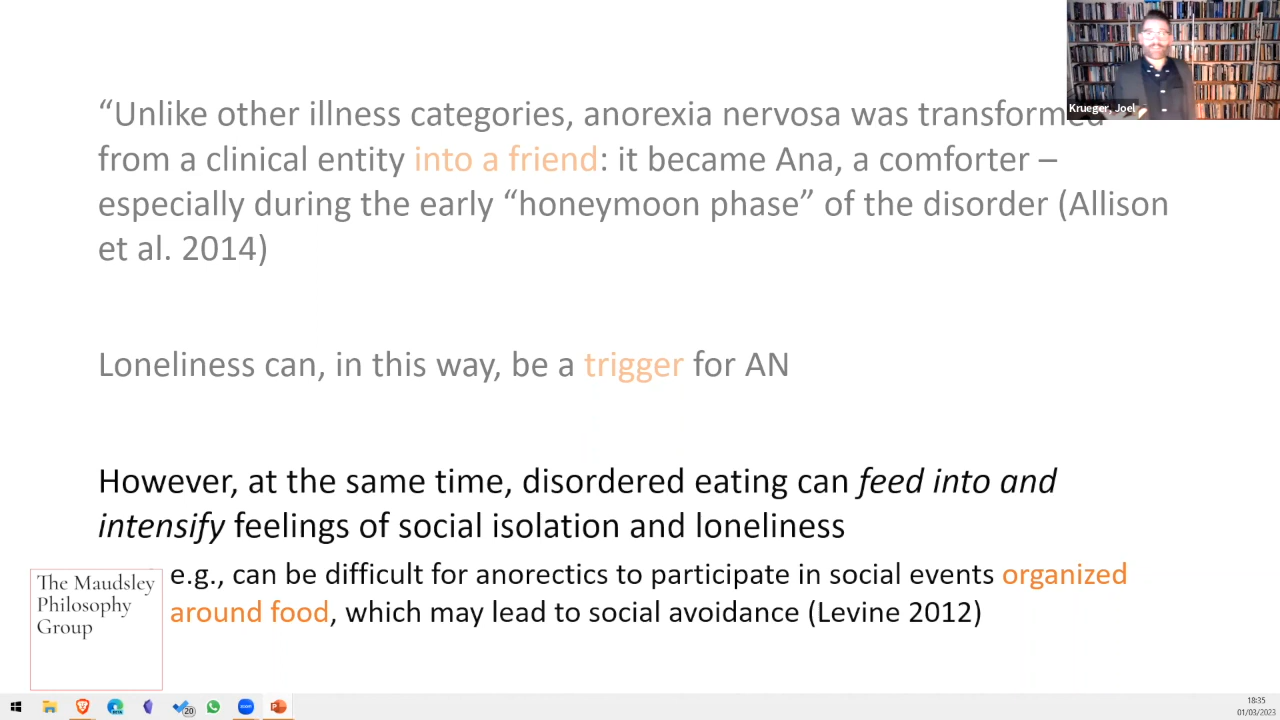 “Unlike other illness categories, anorexia nervosa was transformed
from a clinical entity into a friend: it became Ana, a comforter –
especially during the early “honeymoon phase” of the disorder (Allison
et al. 2014)
Krueger, Joel
Loneliness can, in this way, be a trigger for AN
However, at the same time, disordered eating can feed into and
intensify feelings of social isolation and loneliness
e.g., can be difficult for anorectics to participate in social events organized
around food, which may lead to social avoidance (Levine 2012)
The Maudsley
Philosophy
Group
20
zoom
18:35
01/03/2023